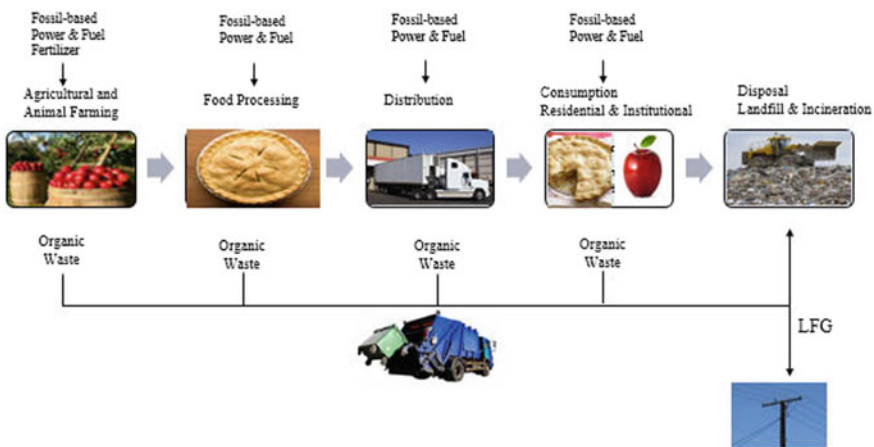 Fossil-based
Power & Fuel
Fertilizer
Fossil-based
Power & Fuel
Fossil-based
Power & Fuel
Fossil-based
Power & Fuel
Agricultural and
Animal Farming
Food Processing
Distribution
Consumption
Residential & Institutional
Disposal
Landfill & Incineration
Organic
Waste
Organic
Waste
Organic
Waste
Organic
Waste
LFG